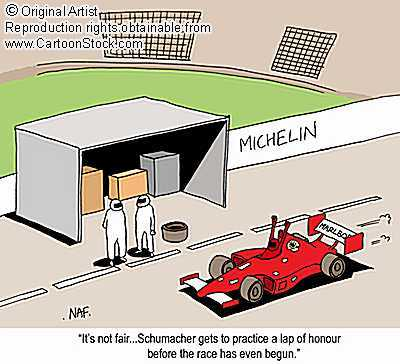 © Original Artist
Reproduction rights obtainable from
www.CartoonStock.com
MICHELIN
MARLBOR
NAF.
"It's not fair...Schumacher gets to practice a lap of honour
before the race has even begun."